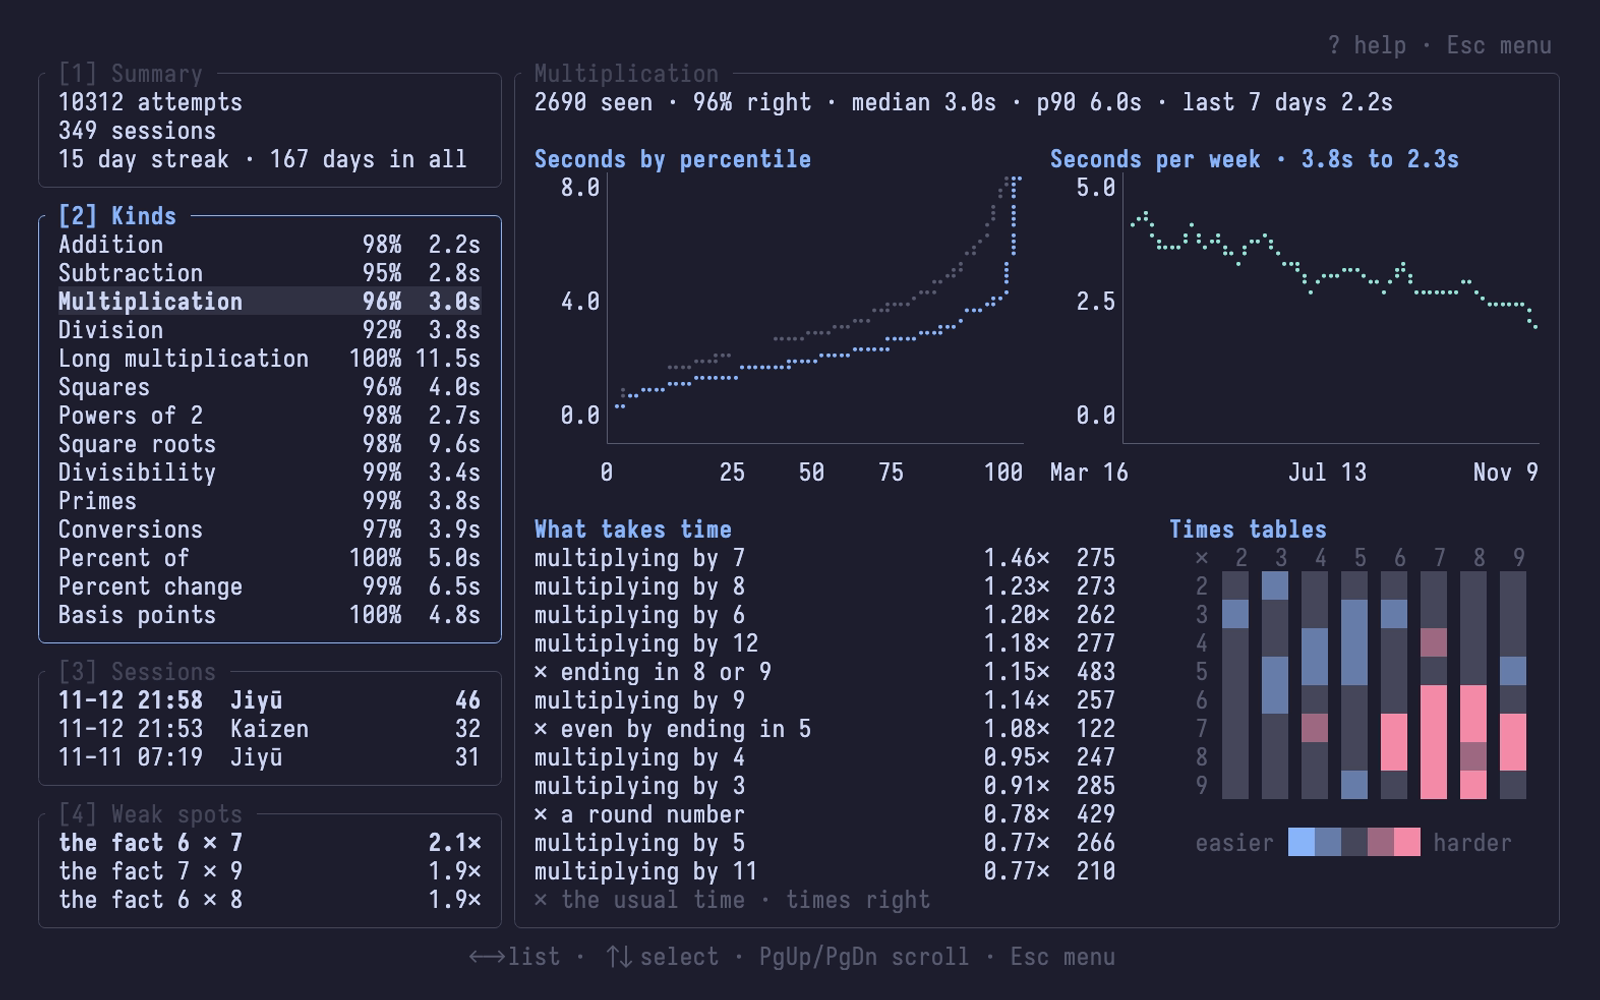 ? help · Esc menu
[1] Summary
10312 attempts
349 sessions
15 day streak · 167 days in all
[2] Kinds
Addition 98% 2.2s
Subtraction 95% 2.8s
Multiplication 96% 3.0s
Division 92% 3.8s
Long multiplication 100% 11.5s
Squares 96% 4.0s
Powers of 2 98% 2.7s
Square roots 98% 9.6s
Divisibility 99% 3.4s
Primes 99% 3.8s
Conversions 97% 3.9s
Percent of 100% 5.0s
Percent change 99% 6.5s
Basis points 100% 4.8s
[3] Sessions
11-12 21:58 Jiyū 46
11-12 21:53 Kaizen 32
11-11 07:19 Jiyū 31
[4] Weak spots
the fact 6 × 7 2.1×
the fact 7 × 9 1.9×
the fact 6 × 8 1.9×
Multiplication
2690 seen · 96% right · median 3.0s · p90 6.0s · last 7 days 2.2s
Seconds by percentile
8.0
4.0
0.0
0 25 50 75 100
Seconds per week · 3.8s to 2.3s
5.0
2.5
0.0
Mar 16 Jul 13 Nov 9
What takes time
multiplying by 7 1.46× 275
multiplying by 8 1.23× 273
multiplying by 6 1.20× 262
multiplying by 12 1.18× 277
× ending in 8 or 9 1.15× 483
multiplying by 9 1.14× 257
× even by ending in 5 1.08× 122
multiplying by 4 0.95× 247
multiplying by 3 0.91× 285
× a round number 0.78× 429
multiplying by 5 0.77× 266
multiplying by 11 0.77× 210
× the usual time · times right
Times tables
× 2 3 4 5 6 7 8 9
2
3
4
5
6
7
8
9
easier harder
←→list · ↑↓select · PgUp/PgDn scroll · Esc menu